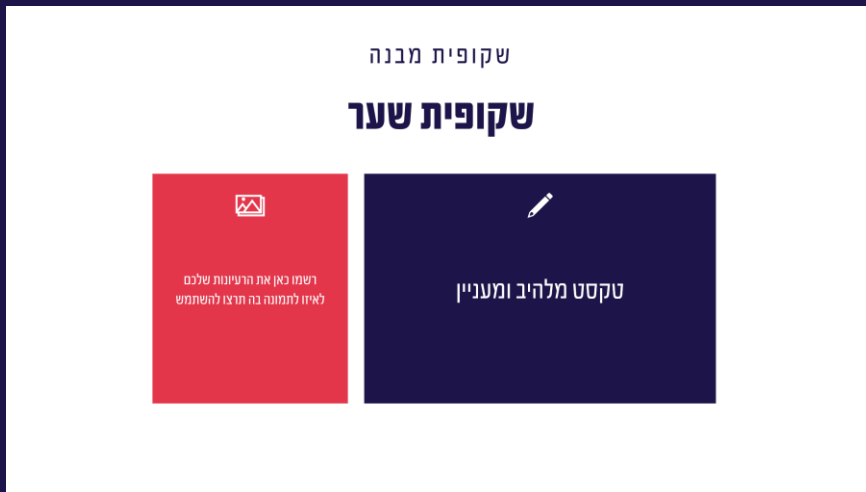 שקופית מבנה
שקופית שער
טקסט מלהיב ומעניין
רשמו כאן את הרעיונות שלכם
לאיזו לתמונה בה תרצו להשתמש